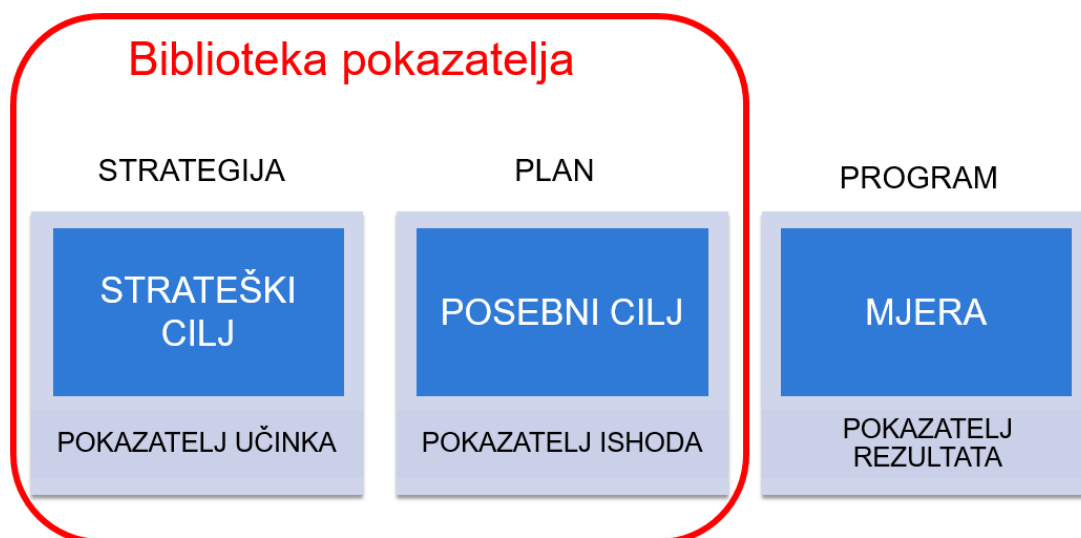 Biblioteka pokazatelja
STRATEGIJA
PLAN
PROGRAM
STRATEŠKI
CILJ
POSEBNI CILJ
MJERA
POKAZATELJ UČINKA
POKAZATELJ ISHODA
POKAZATELJ
REZULTATA